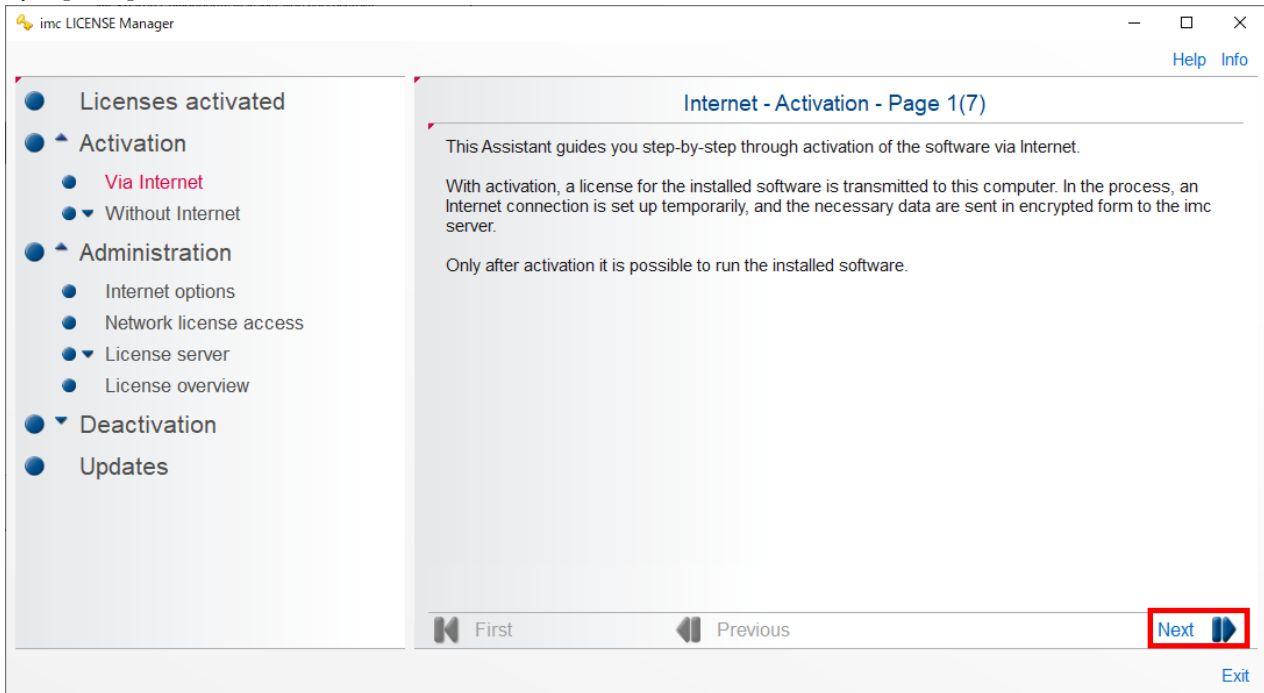 imc LICENSE Manager
Help Info
Licenses activated
Activation
Via Internet
Without Internet
Administration
Internet options
Network license access
License server
License overview
Deactivation
Updates
Internet - Activation - Page 1(7)
This Assistant guides you step-by-step through activation of the software via Internet.
With activation, a license for the installed software is transmitted to this computer. In the process, an
Internet connection is set up temporarily, and the necessary data are sent in encrypted form to the imc
server.
Only after activation it is possible to run the installed software.
First
Previous
Next
Exit